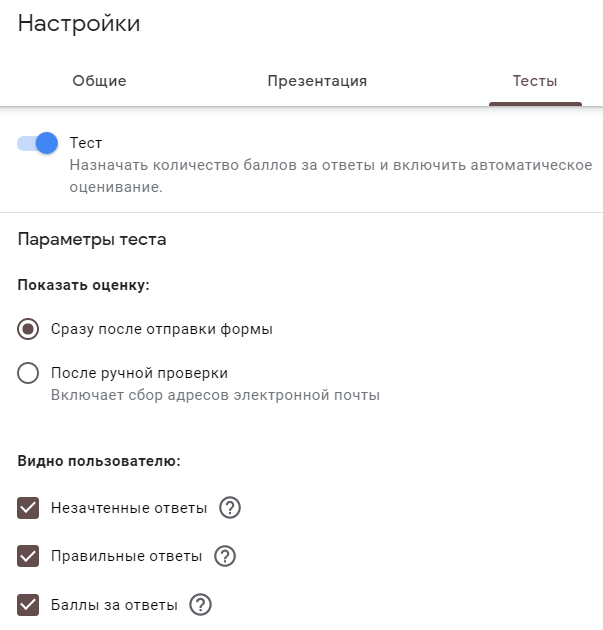 Настройки
Общие Презентация Тесты
Тест
Назначать количество баллов за ответы и включить автоматическое
оценивание.
Параметры теста
Показать оценку:
Сразу после отправки формы
После ручной проверки
Включает сбор адресов электронной почты
Видно пользователю:
Незачтенные ответы ?
Правильные ответы ?
Баллы за ответы ?